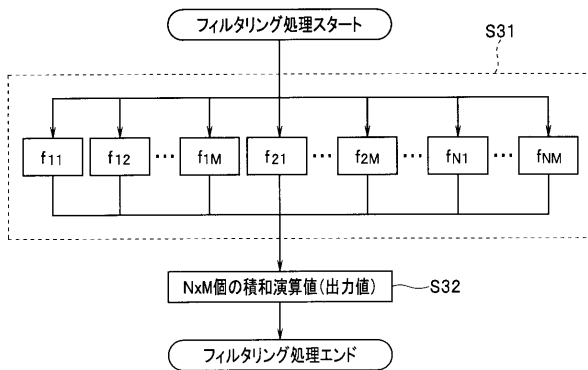 フィルタリング処理スタート
S31
f11 f12 … f1M f21 … f2M … fN1 … fNM
NxM個の積和演算値(出力値)
S32
フィルタリング処理エンド